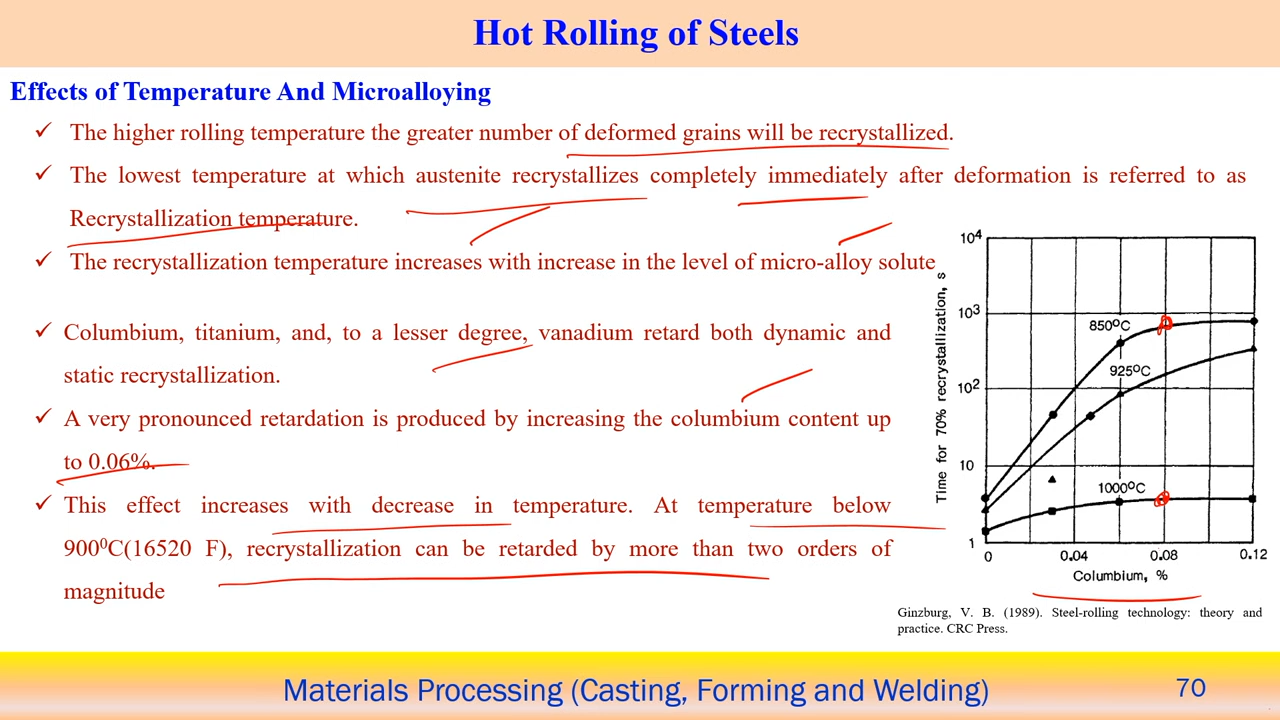 Hot Rolling of Steels
Effects of Temperature And Microalloying
✓ The higher rolling temperature the greater number of deformed grains will be recrystallized.
✓ The lowest temperature at which austenite recrystallizes completely immediately after deformation is referred to as
Recrystallization temperature.
✓ The recrystallization temperature increases with increase in the level of micro-alloy solute
✓ Columbium, titanium, and, to a lesser degree, vanadium retard both dynamic and
static recrystallization.
✓ A very pronounced retardation is produced by increasing the columbium content up
to 0.06%.
✓ This effect increases with decrease in temperature. At temperature below
900⁰C(16520 F), recrystallization can be retarded by more than two orders of
magnitude
Time for 70% recrystallization, s
10⁴
10³
10²
10
1
850°C
925°C
1000°C
0 0.04 0.08 0.12
Columbium, %
Ginzburg, V. B. (1989). Steel-rolling technology: theory and
practice. CRC Press.
Materials Processing (Casting, Forming and Welding)
70